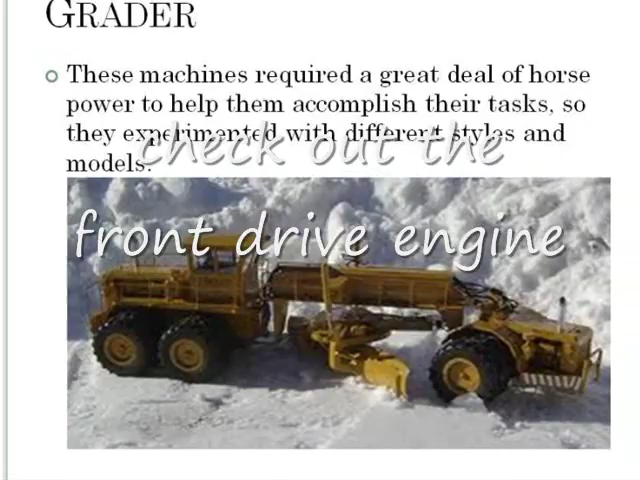 GRADER
These machines required a great deal of horse
power to help them accomplish their tasks, so
they experimented with different styles and
models.
check out the
front drive engine